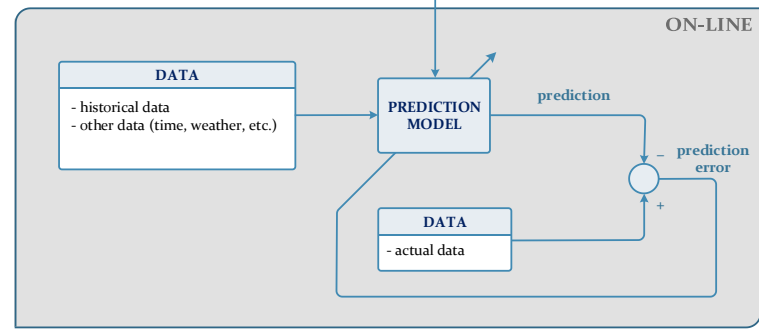 ON-LINE
DATA
- historical data
- other data (time, weather, etc.)
PREDICTION
MODEL
prediction
−
prediction
error
+
DATA
- actual data